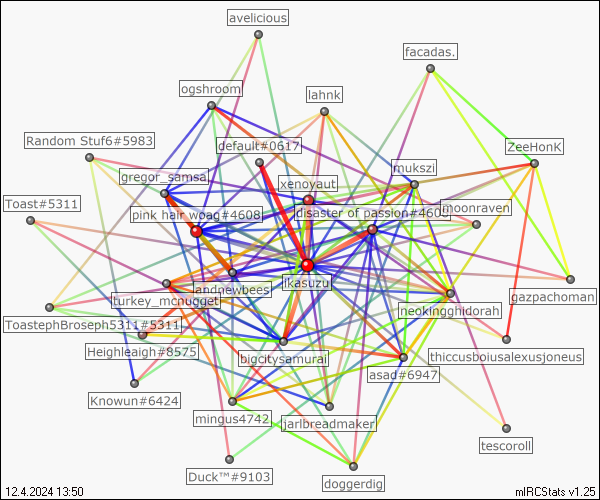 avelicious
facadas.
ogshroom
lahnk
Random Stuf6#5983
default#0617
ZeeHonK
gregor_samsa.
mukszi
xenoyaut
Toast#5311
pink hair woag#4608
disaster of passion#4608
moonraven
ikasuzu
andnewbees
turkey_mcnugget
gazpachoman
neokingghidorah
ToastephBroseph5311#5311
Heighleaigh#8575
bigcitysamurai
thiccusboiusalexusjoneus
asad#6947
Knowun#6424
mingus4742
jarlbreadmaker
tescoroll
Duck™#9103
doggerdig
12.4.2024 13:50
mIRCStats v1.25